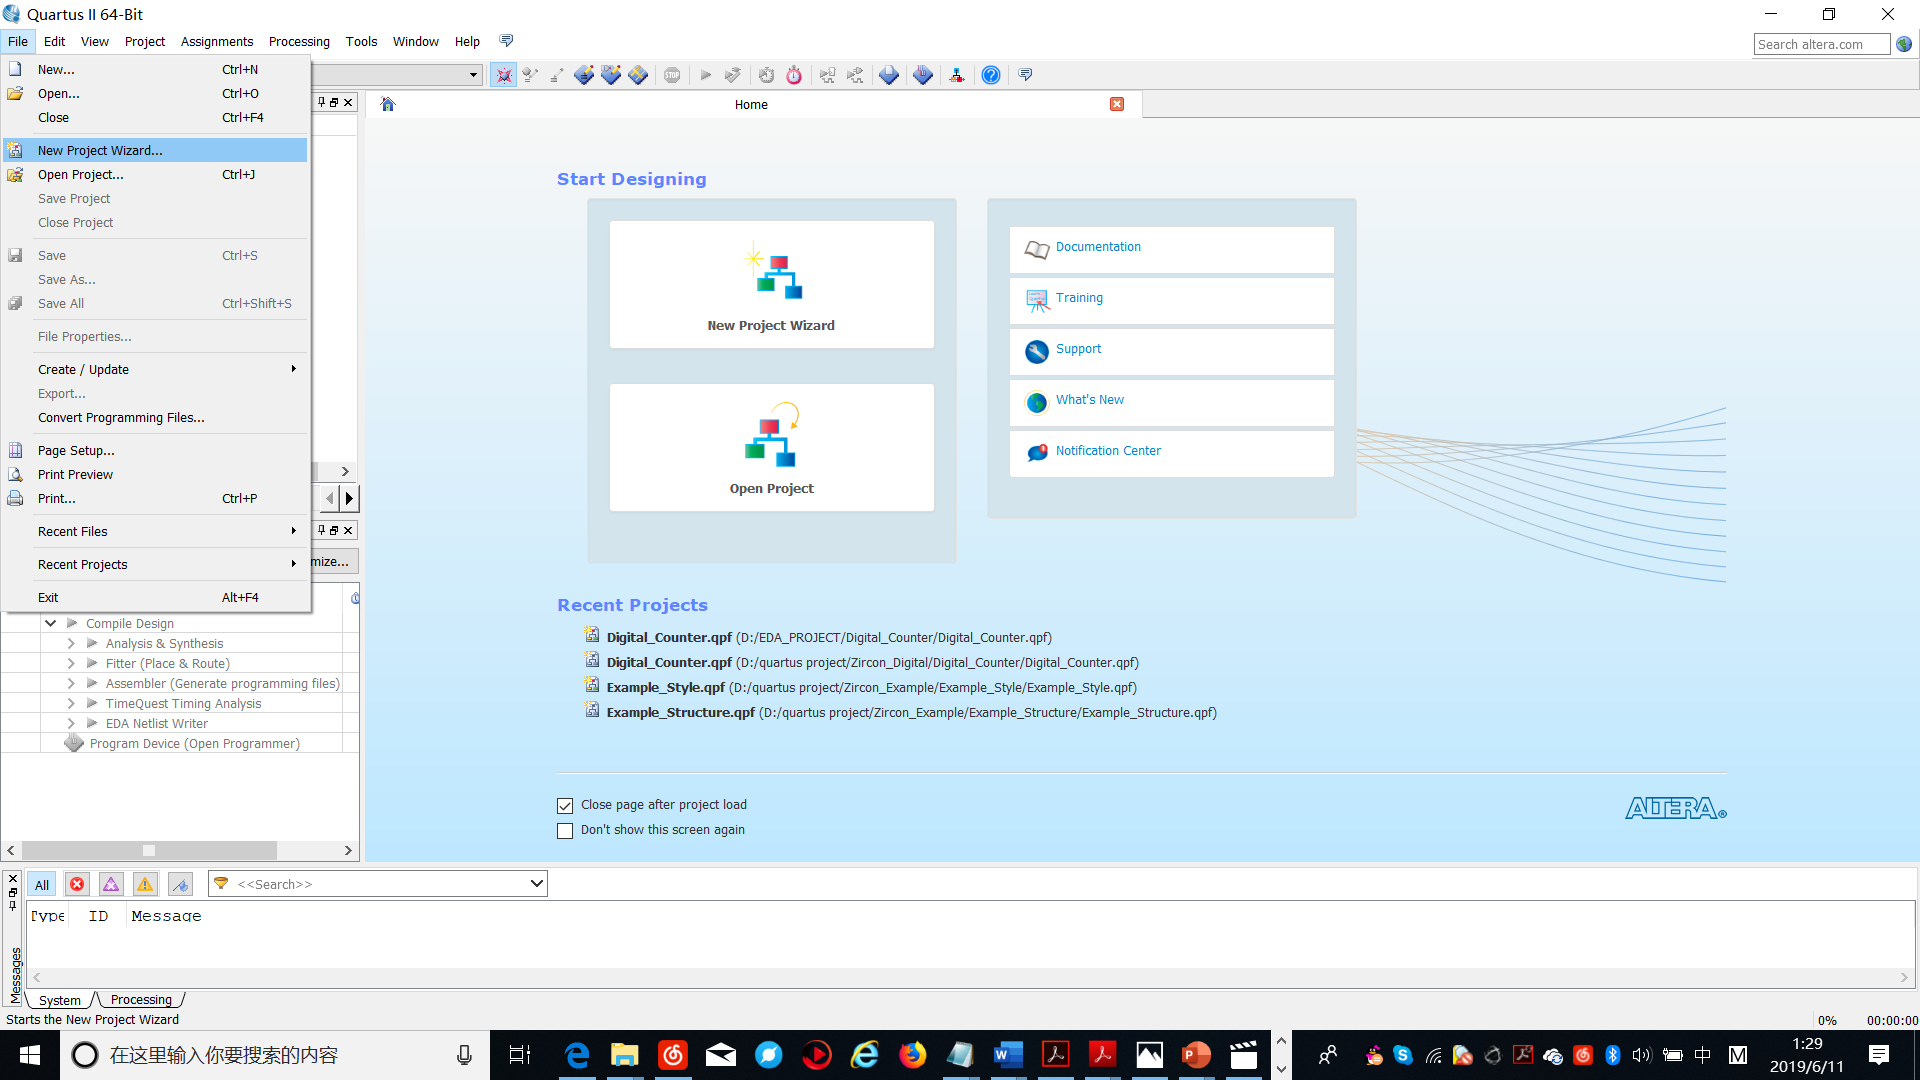 Quartus II 64-Bit
File Edit View Project Assignments Processing Tools Window Help
Search altera.com
New... Ctrl+N
Open... Ctrl+O
Close Ctrl+F4
New Project Wizard...
Open Project... Ctrl+J
Save Project
Close Project
Save Ctrl+S
Save As...
Save All Ctrl+Shift+S
File Properties...
Create / Update
Export...
Convert Programming Files...
Page Setup...
Print Preview
Print... Ctrl+P
Recent Files
Recent Projects
Exit Alt+F4
mize...
Compile Design
Analysis & Synthesis
Fitter (Place & Route)
Assembler (Generate programming files)
TimeQuest Timing Analysis
EDA Netlist Writer
Program Device (Open Programmer)
STOP
Home
Start Designing
New Project Wizard
Open Project
Documentation
Training
Support
What's New
Notification Center
Recent Projects
Digital_Counter.qpf (D:/EDA_PROJECT/Digital_Counter/Digital_Counter.qpf)
Digital_Counter.qpf (D:/quartus project/Zircon_Digital/Digital_Counter/Digital_Counter.qpf)
Example_Style.qpf (D:/quartus project/Zircon_Example/Example_Style/Example_Style.qpf)
Example_Structure.qpf (D:/quartus project/Zircon_Example/Example_Structure/Example_Structure.qpf)
Close page after project load
Don't show this screen again
ALTERA®
All
<<Search>>
Type ID Message
Messages
System Processing
Starts the New Project Wizard
0% 00:00:00
在这里输入你要搜索的内容
中
M
1:29
2019/6/11